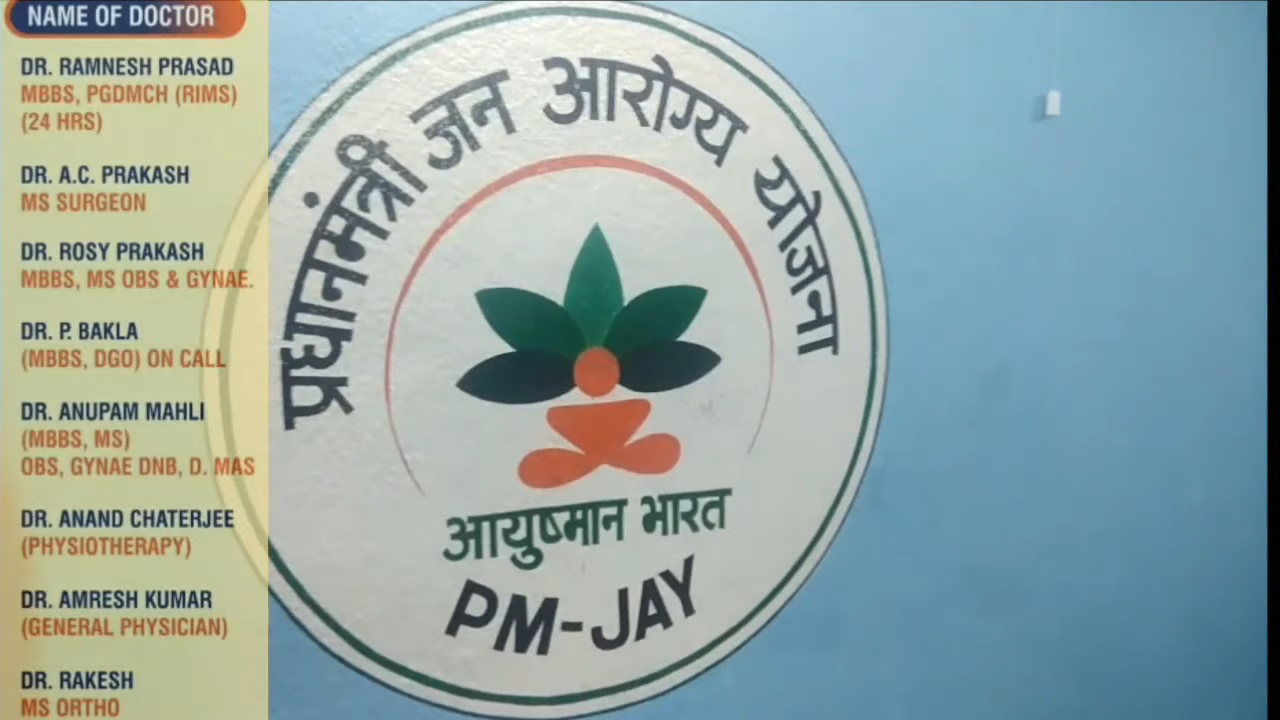 NAME OF DOCTOR
DR. RAMNESH PRASAD
MBBS, PGDMCH (RIMS)
(24 HRS)
DR. A.C. PRAKASH
MS SURGEON
DR. ROSY PRAKASH
MBBS, MS OBS & GYNAE.
DR. P. BAKLA
(MBBS, DGO) ON CALL
DR. ANUPAM MAHLI
(MBBS, MS)
OBS, GYNAE DNB, D. MAS
DR. ANAND CHATERJEE
(PHYSIOTHERAPY)
DR. AMRESH KUMAR
(GENERAL PHYSICIAN)
DR. RAKESH
MS ORTHO
प्रधानमंत्री जन आरोग्य योजना
आयुष्मान भारत
PM-JAY